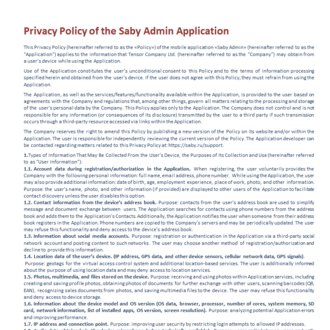 Privacy Policy of the Saby Admin Application
This Privacy Policy (hereinafter referred to as the «Policy») of the mobile application «Saby Admin» (hereinafter referred to as the
"Application") applies to the information that Tensor Company Ltd. (hereinafter referred to as the "Company") may obtain from
a user's device while using the Application.
Use of the Application constitutes the user's unconditional consent to this Policy and to the terms of information processing
specified herein and obtained from the user's device. If the user does not agree with this Policy, they must refrain from using the
Application.
The Application, as well as the services/features/functionality available within the Application, is provided to the user based on
agreements with the Company and regulations that, among other things, govern all matters relating to the processing and storage
of the user's personal data by the Company. This Policy applies only to the Application. The Company does not control and is not
responsible for any information (or consequences of its disclosure) transmitted by the user to a third party if such transmission
occurs through a third-party resource accessed via links within the Application.
The Company reserves the right to amend this Policy by publishing a new version of the Policy on its website and/or within the
Application. The user is responsible for independently reviewing the current version of the Policy. The Application developer can
be contacted regarding matters related to this Privacy Policy at https://saby.ru/support
1.Types of Information That May Be Collected From the User's Device, the Purposes of Its Collection and Use (hereinafter referred
to as "User Information").
1.1. Account data during registration/authorization in the Application. When registering, the user voluntarily provides the
Company with the following personal information: full name, email address, phone number. While using the Application, the user
may also provide additional information: date of birth, age, employment experience, place of work, photo, and other information.
Purpose: the user's name, photo, and other information (if provided) are displayed to other users of the Application to facilitate
contact discovery unless the user disables this option.
1.2. Contact information from the device's address book. Purpose: contacts from the user's address book are used to simplify
message and document exchange between users. The Application searches for contacts using phone numbers from the address
book and adds them to the Application's Contacts. Additionally, the Application notifies the user when someone from their address
book registers in the Application. Phone numbers are copied to the Company's servers and may be periodically updated. The user
may refuse this functionality and deny access to the device's address book.
1.3. Information about social media accounts. Purpose: registration or authentication in the Application via a third-party social
network account and posting content to such networks. The user may choose another method of registration/authorization and
decline to provide this information.
1.4. Location data of the user's device. (IP address, GPS data, and other device sensors, cellular network data, GPS signals).
Purpose: geotags for the virtual access control system and additional location-based services. The user is additionally informed
about the purpose of using location data and may deny access to location services.
1.5. Photos, multimedia, and files stored on the device. Purpose: receiving and using photos within Application services, including
creating and saving profile photos, obtaining photos of documents for further exchange with other users, scanning barcodes (QR,
EAN), recognizing sales documents from photos, and saving multimedia files to the device. The user may refuse this functionality
and deny access to device storage.
1.6. Information about the device model and OS version (OS data, browser, processor, number of cores, system memory, SD
card, network information, list of installed apps, OS version, screen resolution). Purpose: analyzing potential Application errors
and improving performance.
1.7. IP address and connection point. Purpose: improving user security by restricting login attempts to allowed IP addresses.